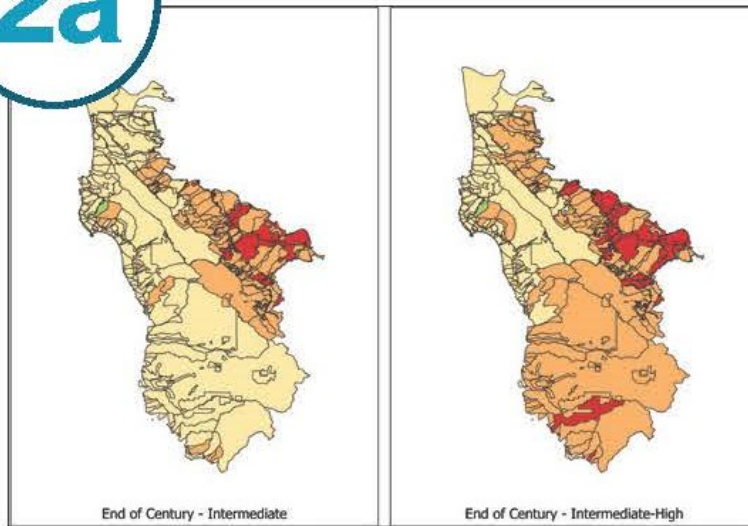 2a
End of Century - Intermediate
End of Century - Intermediate-High